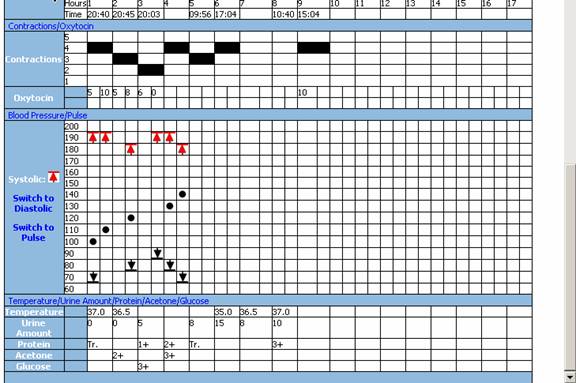 Hours 1 2 3 4 5 6 7 8 9 10 11 12 13 14 15 16 17
Time 20:40 20:45 20:03 09:56 17:04 10:40 15:04
Contractions/Oxytocin
5
4
Contractions 3
2
1
Oxytocin 5 10 5 8 6 0 10
Blood Pressure/Pulse
200
190
180
170
Systolic: 160
150
Switch to 140
Diastolic 130
120
Switch to 110
Pulse 100
90
80
70
60
Temperature/Urine Amount/Protein/Acetone/Glucose
Temperature 37.0 36.5 35.0 36.5 37.0
Urine 0 0 5 8 15 8 10
Amount
Protein Tr. 1+ 2+ Tr. 3+
Acetone 2+ 3+
Glucose 3+